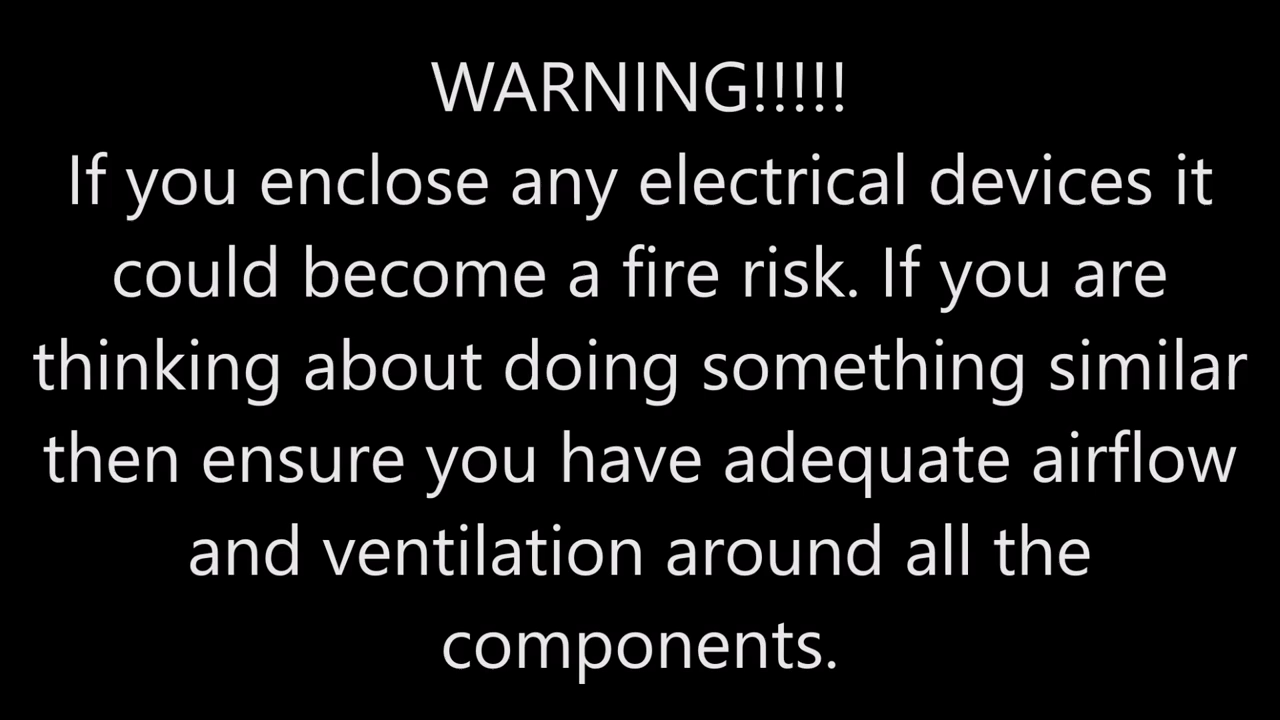 WARNING!!!!!
If you enclose any electrical devices it
could become a fire risk. If you are
thinking about doing something similar
then ensure you have adequate airflow
and ventilation around all the
components.